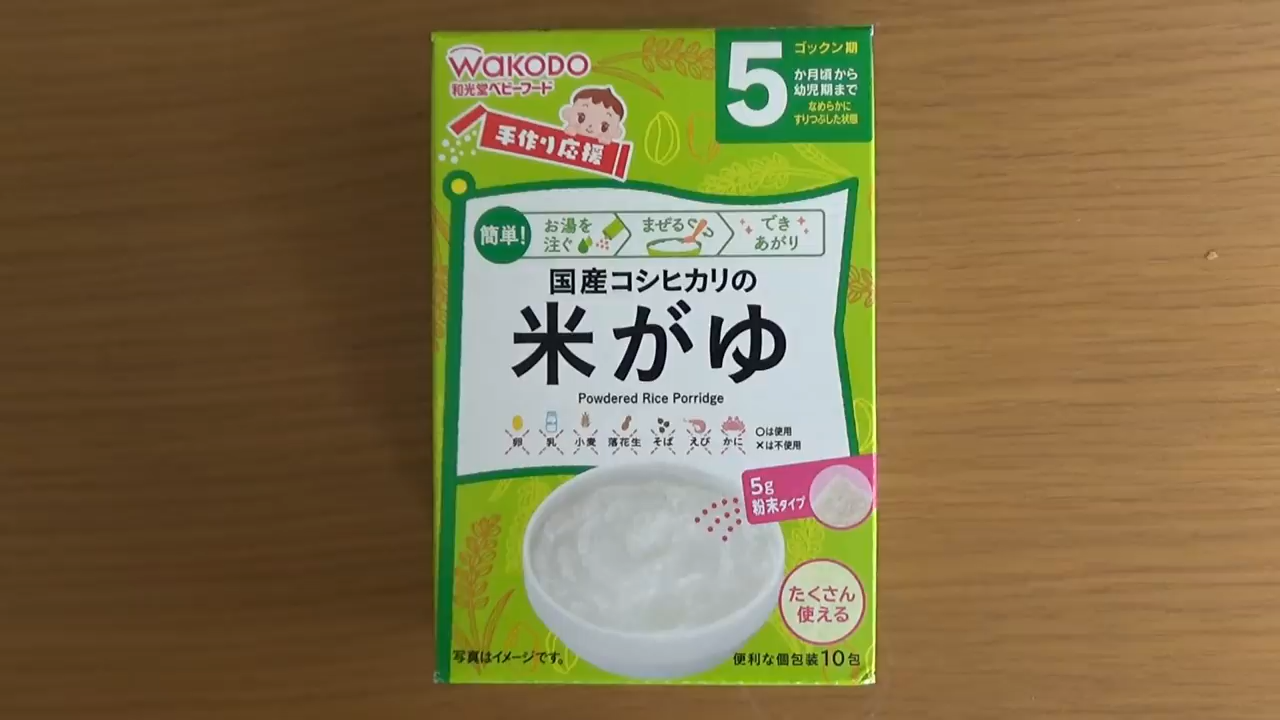 WAKODO
和光堂ベビーフード
手作り応援
5
ゴックン期
か月頃から
幼児期まで
なめらかに
すりつぶした状態
簡単!
お湯を
注ぐ
まぜる
でき
あがり
国産コシヒカリの
米がゆ
Powdered Rice Porridge
卵 乳 小麦 落花生 そば えび かに
○は使用
×は不使用
5g
粉末タイプ
たくさん
使える
写真はイメージです。
便利な個包装10包